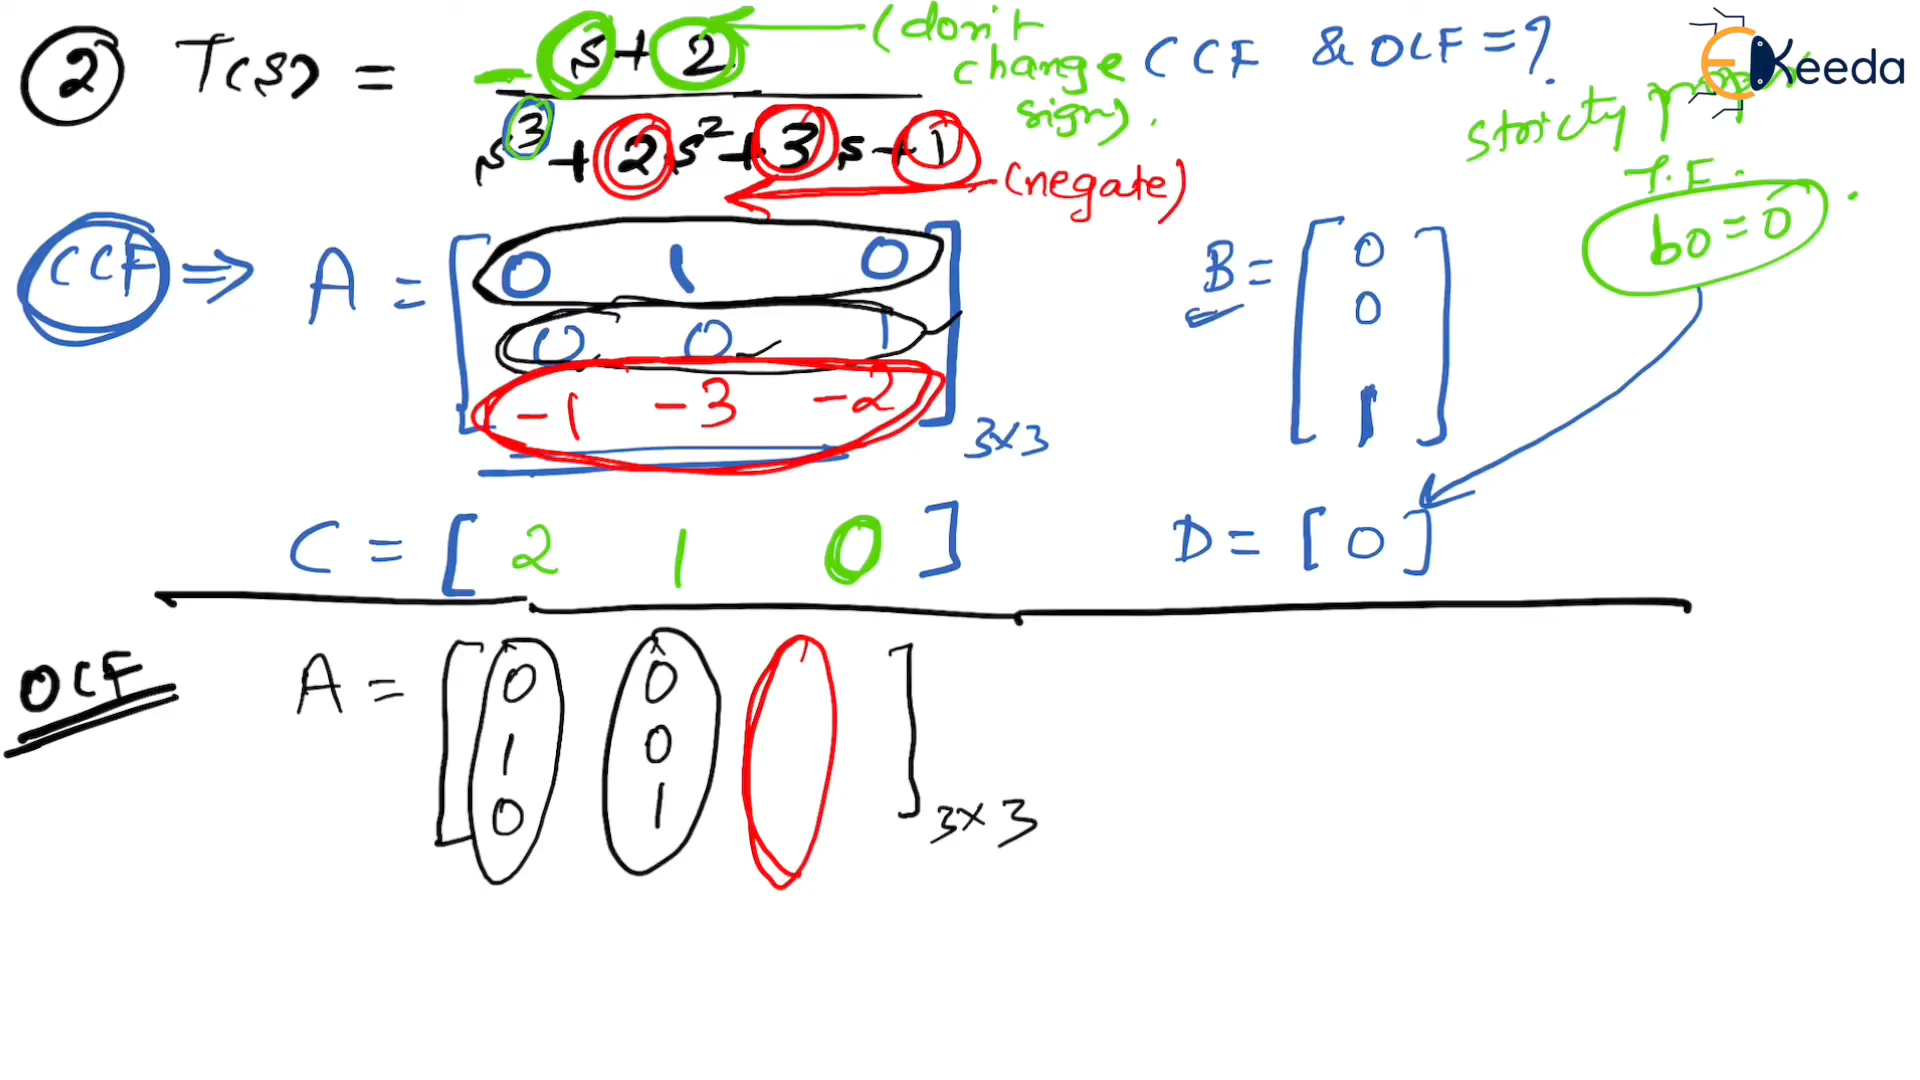 ② T(s) = s + 2 / s³ + 2s² + 3s + 1
(don't change sign).
(negate)
CCF & OCF = ?
EKeeda
strictly proper T.F.
b0 = 0
CCF ⇒ A = [ 0 1 0
0 0 1
-1 -3 -2 ] 3×3
B = [ 0
0
1 ]
C = [ 2 1 0 ] D = [ 0 ]
OCF A = [ 0 0
1 0
0 1 ] 3×3